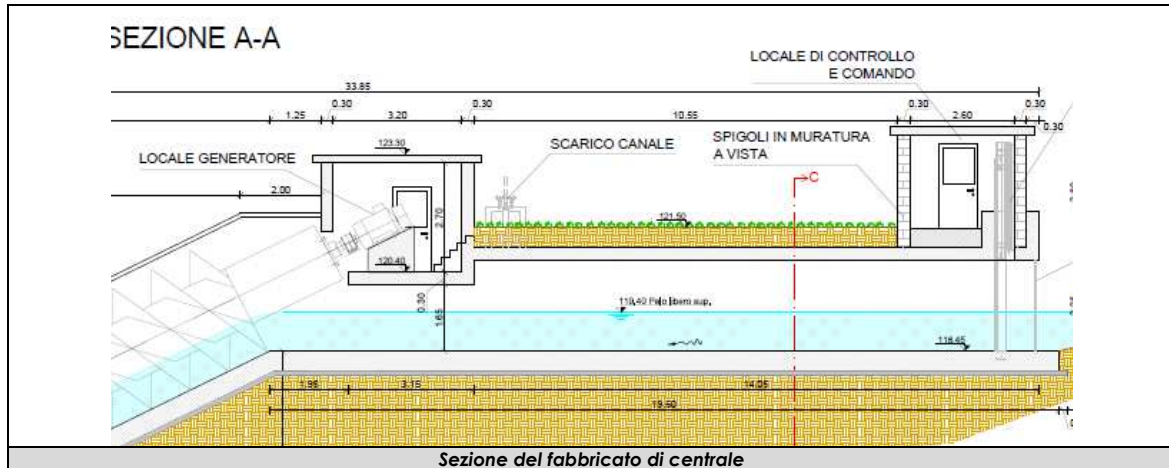 SEZIONE A-A
LOCALE DI CONTROLLO
E COMANDO
33.85
0.30
0.30
0.30
0.30
1.25
3.20
10.55
2.60
0.30
SPIGOLI IN MURATURA
A VISTA
SCARICO CANALE
LOCALE GENERATORE
123.30
C
2.00
2.70
121.50
120.40
0.30
1.65
119.40 Pelo libero sup.
118.45
1.95
3.15
14.05
19.50
Sezione del fabbricato di centrale